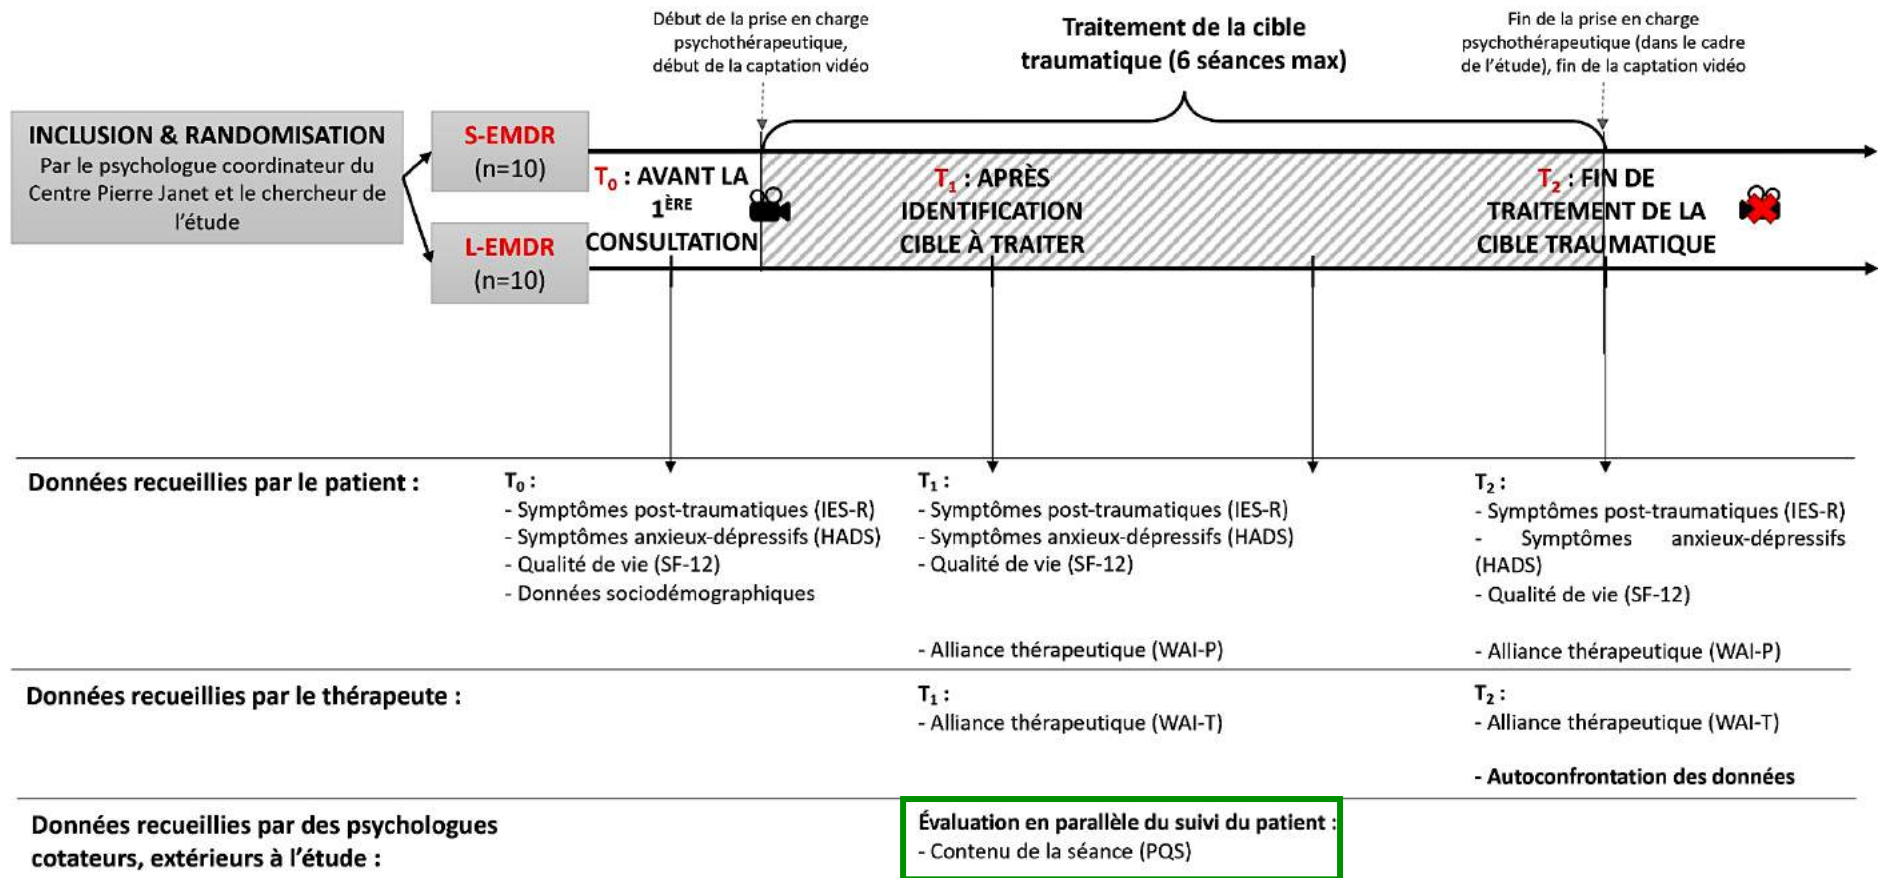 Début de la prise en charge
psychothérapeutique,
début de la captation vidéo
Traitement de la cible
traumatique (6 séances max)
Fin de la prise en charge
psychothérapeutique (dans le cadre
de l'étude), fin de la captation vidéo
INCLUSION & RANDOMISATION
Par le psychologue coordinateur du
Centre Pierre Janet et le chercheur de
l'étude
S-EMDR
(n=10)
L-EMDR
(n=10)
T0 : AVANT LA
1ÈRE
CONSULTATION
T1 : APRÈS
IDENTIFICATION
CIBLE À TRAITER
T2 : FIN DE
TRAITEMENT DE LA
CIBLE TRAUMATIQUE
Données recueillies par le patient :
T0 :
- Symptômes post-traumatiques (IES-R)
- Symptômes anxieux-dépressifs (HADS)
- Qualité de vie (SF-12)
- Données sociodémographiques
T1 :
- Symptômes post-traumatiques (IES-R)
- Symptômes anxieux-dépressifs (HADS)
- Qualité de vie (SF-12)
- Alliance thérapeutique (WAI-P)
T2 :
- Symptômes post-traumatiques (IES-R)
- Symptômes anxieux-dépressifs
(HADS)
- Qualité de vie (SF-12)
- Alliance thérapeutique (WAI-P)
Données recueillies par le thérapeute :
T1 :
- Alliance thérapeutique (WAI-T)
T2 :
- Alliance thérapeutique (WAI-T)
- Autoconfrontation des données
Données recueillies par des psychologues
cotateurs, extérieurs à l'étude :
Évaluation en parallèle du suivi du patient :
- Contenu de la séance (PQS)